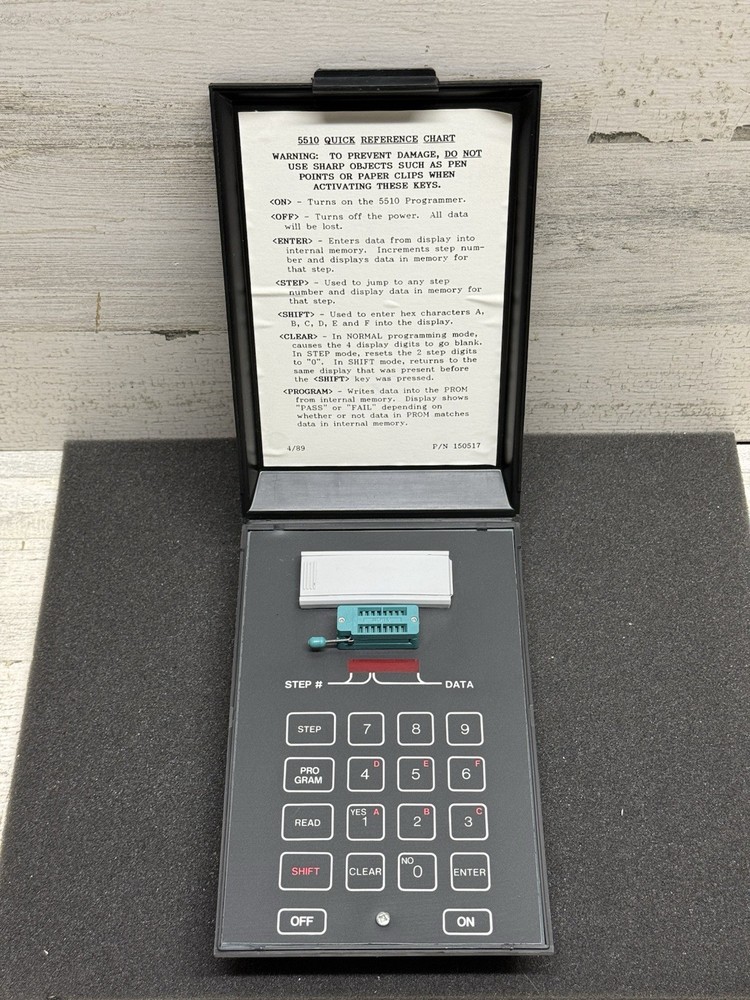 5510 QUICK REFERENCE CHART
WARNING: TO PREVENT DAMAGE, DO NOT
USE SHARP OBJECTS SUCH AS PEN
POINTS OR PAPER CLIPS WHEN
ACTIVATING THESE KEYS.
<ON> - Turns on the 5510 Programmer.
<OFF> - Turns off the power. All data
will be lost.
<ENTER> - Enters data from display into
internal memory. Increments step num-
ber and displays data in memory for
that step.
<STEP> - Used to jump to any step
number and display data in memory for
that step.
<SHIFT> - Used to enter hex characters A,
B, C, D, E and F into the display.
<CLEAR> - In NORMAL programming mode,
causes the 4 display digits to go blank.
In STEP mode, resets the 2 step digits
to "0". In SHIFT mode, returns to the
same display that was present before
the <SHIFT> key was pressed.
<PROGRAM> - Writes data into the PROM
from internal memory. Display shows
"PASS" or "FAIL" depending on
whether or not data in PROM matches
data in internal memory.
4/89 P/N 150517
STEP # DATA
STEP 7 8 9
PRO
GRAM 4 D 5 E 6 F
READ YES 1 A 2 B 3 C
SHIFT CLEAR NO 0 ENTER
OFF ON